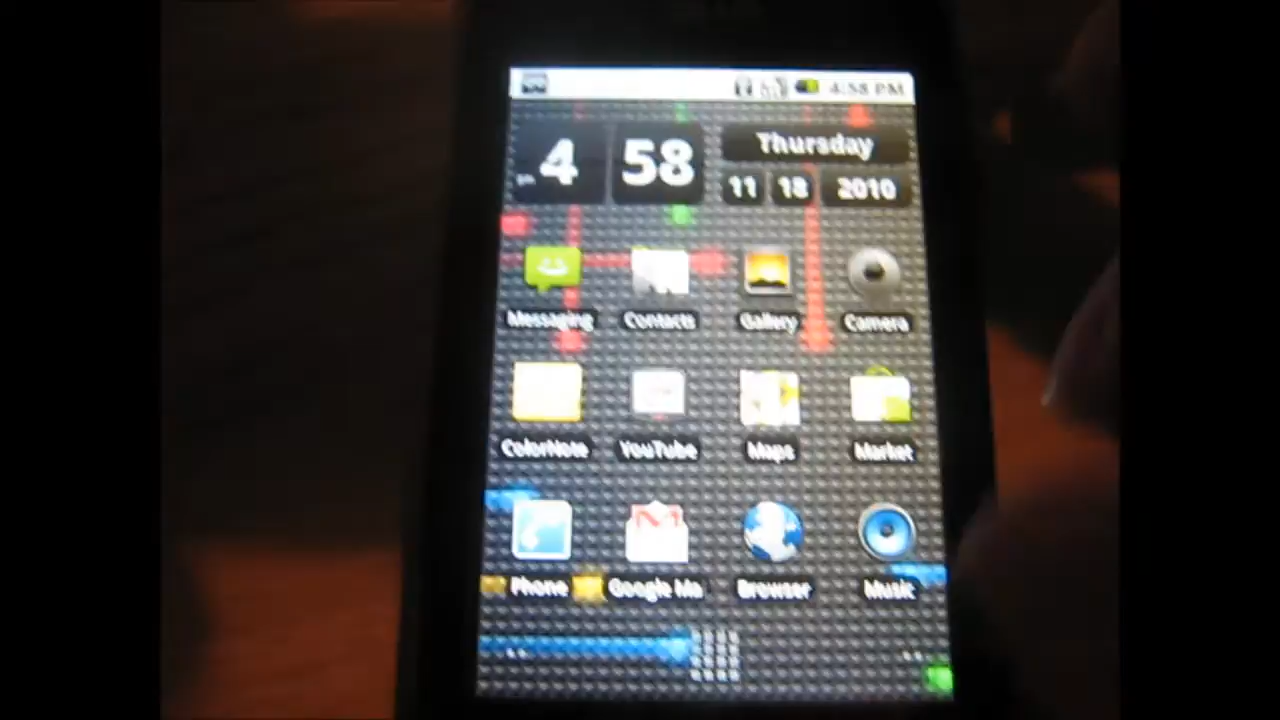 4:58 PM
4 58 Thursday
11 18 2010
Messaging Contacts Gallery Camera
ColorNote YouTube Maps Market
Phone Google Ma Browser Music